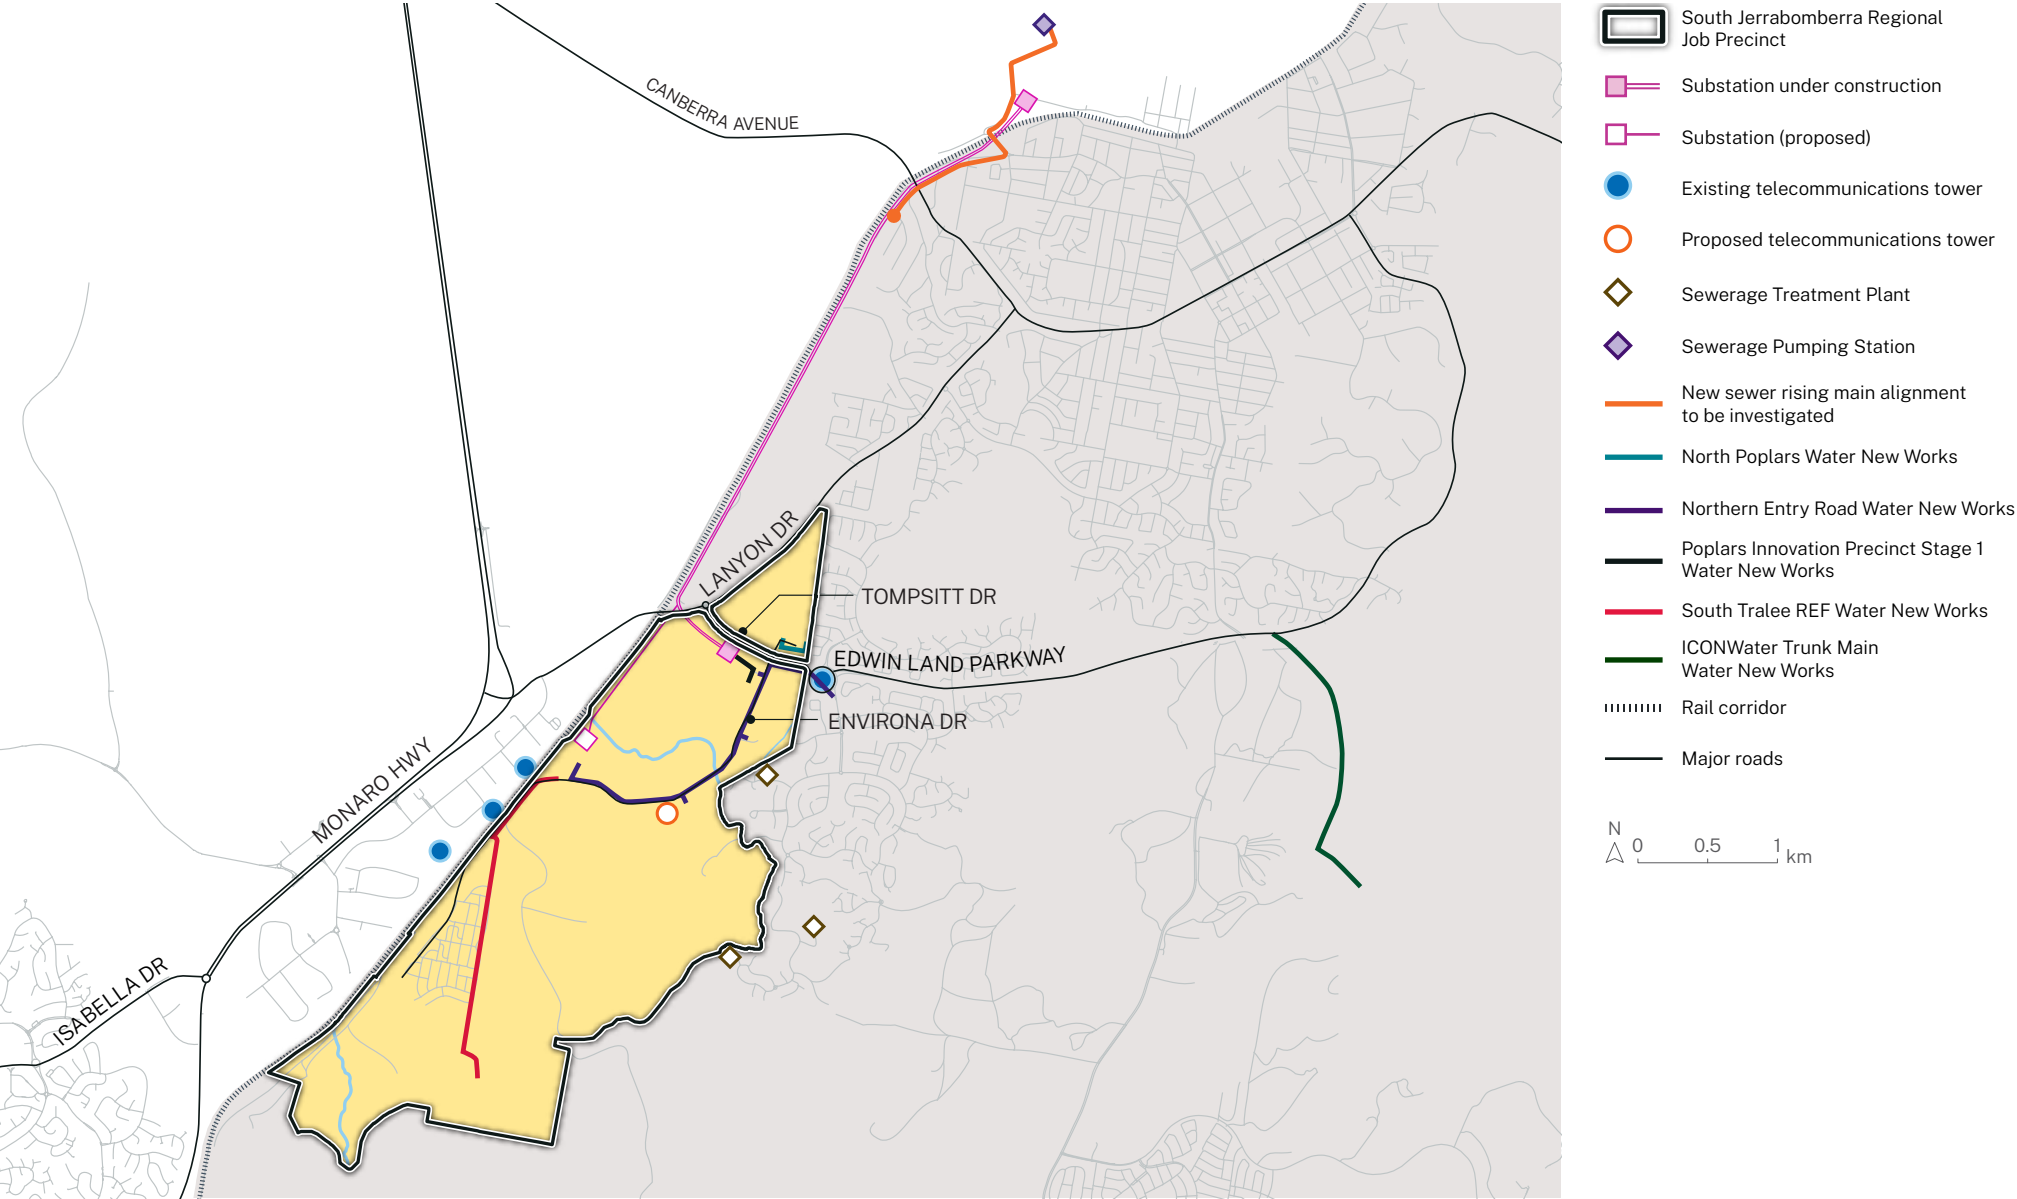 CANBERRA AVENUE
LANYON DR
TOMPSITT DR
EDWIN LAND PARKWAY
ENVIRONA DR
MONARO HWY
ISABELLA DR
South Jerrabomberra Regional
Job Precinct
Substation under construction
Substation (proposed)
Existing telecommunications tower
Proposed telecommunications tower
Sewerage Treatment Plant
Sewerage Pumping Station
New sewer rising main alignment
to be investigated
North Poplars Water New Works
Northern Entry Road Water New Works
Poplars Innovation Precinct Stage 1
Water New Works
South Tralee REF Water New Works
ICONWater Trunk Main
Water New Works
Rail corridor
Major roads
N
0 0.5 1 km